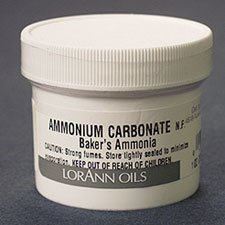 AMMONIUM CARBONATE N.F.
Baker's Ammonia
CAUTION: Strong fumes. Store tightly sealed to minimize
evaporation. KEEP OUT OF REACH OF CHILDREN
LORANN OILS